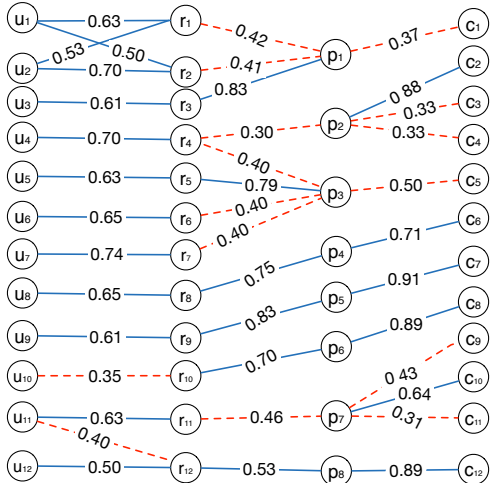 u1 0.63 r1 0.42 0.37 c1
0.53 0.50 0.41 p1 c2
u2 0.70 r2
u3 0.61 r3 0.83 0.88 0.33 c3
u4 0.70 r4 0.30 p2 0.33 c4
0.40
u5 0.63 r5 0.79 p3 0.50 c5
u6 0.65 r6 0.40 c6
u7 0.74 r7 0.40 p4 0.71
u8 0.65 r8 0.75 p5 0.91 c7
u9 0.61 r9 0.83 p6 0.89 c8
u10 0.35 r10 0.70 0.43 c9
0.64 c10
u11 0.63 r11 0.46 p7 0.31 c11
0.40
u12 0.50 r12 0.53 p8 0.89 c12